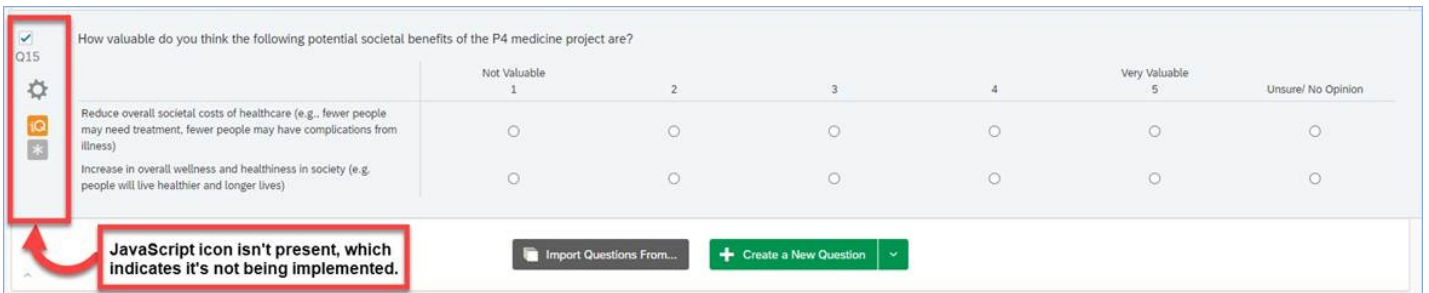 How valuable do you think the following potential societal benefits of the P4 medicine project are?
Q15
Not Valuable
1
2
3
4
Very Valuable
5
Unsure/ No Opinion
iQ
Reduce overall societal costs of healthcare (e.g., fewer people
may need treatment, fewer people may have complications from
illness)
Increase in overall wellness and healthiness in society (e.g.
people will live healthier and longer lives)
JavaScript icon isn't present, which
indicates it's not being implemented.
Import Questions From...
Create a New Question